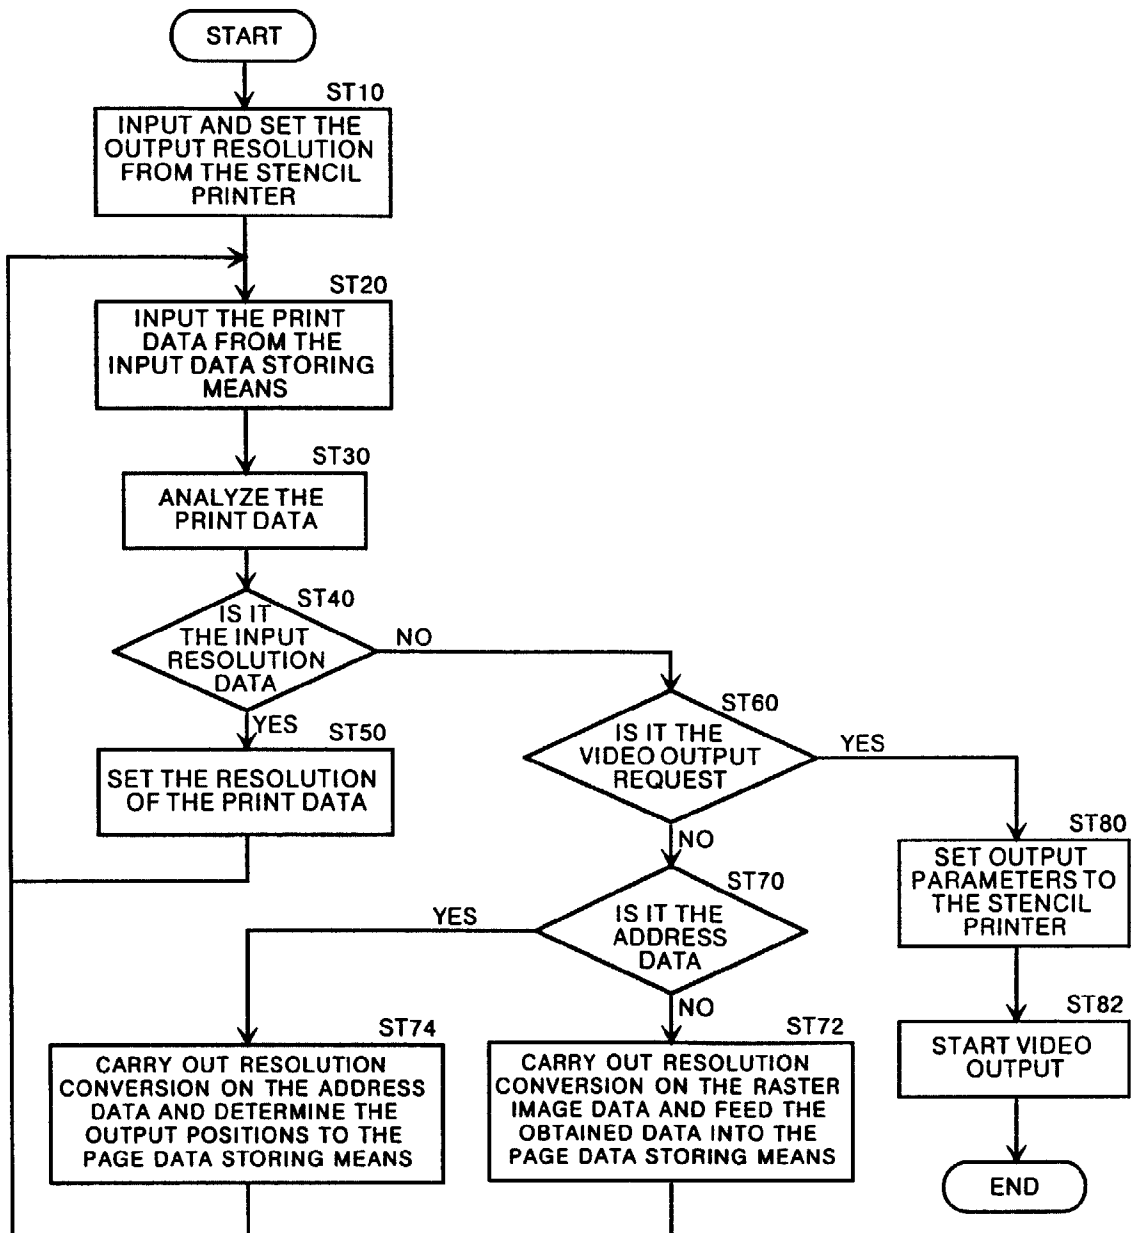 START
ST10
INPUT AND SET THE
OUTPUT RESOLUTION
FROM THE STENCIL
PRINTER
ST20
INPUT THE PRINT
DATA FROM THE
INPUT DATA STORING
MEANS
ST30
ANALYZE THE
PRINT DATA
ST40
IS IT
THE INPUT
RESOLUTION
DATA
NO
YES
ST50
SET THE RESOLUTION
OF THE PRINT DATA
ST60
IS IT THE
VIDEO OUTPUT
REQUEST
YES
NO
ST80
SET OUTPUT
PARAMETERS TO
THE STENCIL
PRINTER
ST70
IS IT THE
ADDRESS
DATA
YES
NO
ST82
START VIDEO
OUTPUT
ST74
CARRY OUT RESOLUTION
CONVERSION ON THE ADDRESS
DATA AND DETERMINE THE
OUTPUT POSITIONS TO THE
PAGE DATA STORING MEANS
ST72
CARRY OUT RESOLUTION
CONVERSION ON THE RASTER
IMAGE DATA AND FEED THE
OBTAINED DATA INTO THE
PAGE DATA STORING MEANS
END